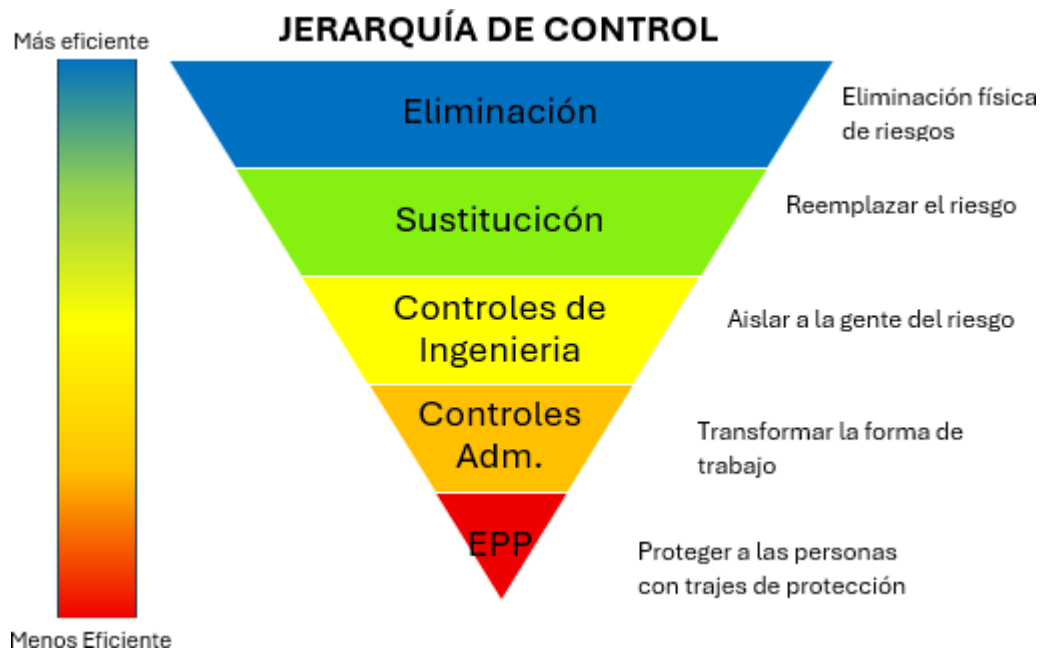 JERARQUÍA DE CONTROL
Más eficiente
Eliminación
Eliminación física
de riesgos
Sustitucicón
Reemplazar el riesgo
Controles de
Ingenieria
Aislar a la gente del riesgo
Controles
Adm.
Transformar la forma de
trabajo
EPP
Proteger a las personas
con trajes de protección
Menos Eficiente